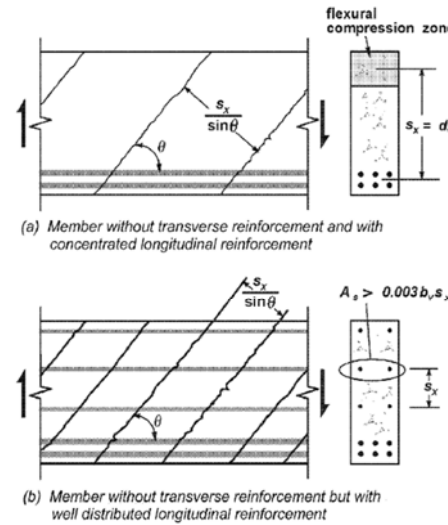 flexural
compression zone
s_x
sinθ
θ
s_x = d
(a) Member without transverse reinforcement and with
concentrated longitudinal reinforcement
s_x
sinθ
A_s > 0.003b_v s_x
s_x
θ
(b) Member without transverse reinforcement but with
well distributed longitudinal reinforcement